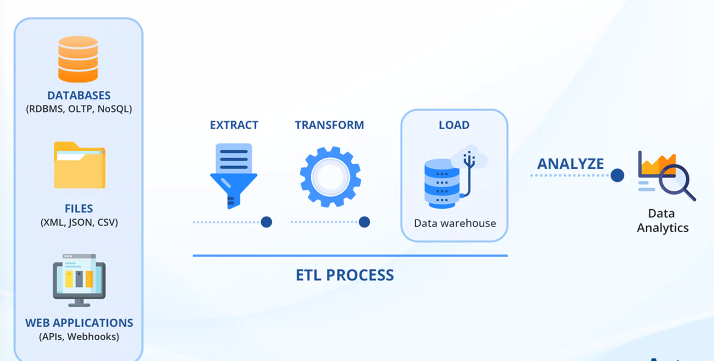 DATABASES
(RDBMS, OLTP, NoSQL)
FILES
(XML, JSON, CSV)
WEB APPLICATIONS
(APIs, Webhooks)
EXTRACT
TRANSFORM
LOAD
Data warehouse
ETL PROCESS
ANALYZE
Data
Analytics